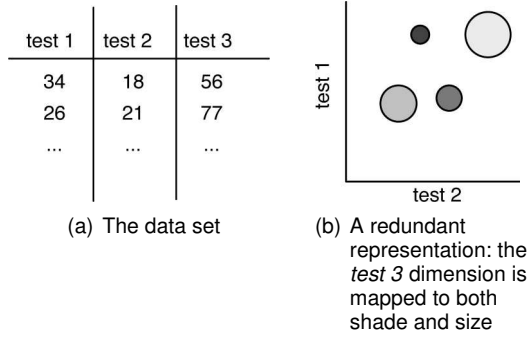 test 1 test 2 test 3
34 18 56
26 21 77
... ... ...
(a) The data set
test 1
test 2
(b) A redundant
representation: the
test 3 dimension is
mapped to both
shade and size